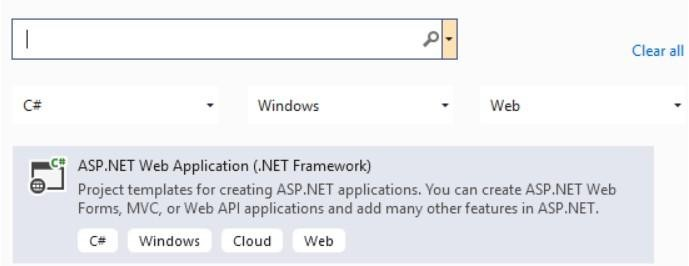 Clear all
C# Windows Web
C#
ASP.NET Web Application (.NET Framework)
Project templates for creating ASP.NET applications. You can create ASP.NET Web
Forms, MVC, or Web API applications and add many other features in ASP.NET.
C# Windows Cloud Web